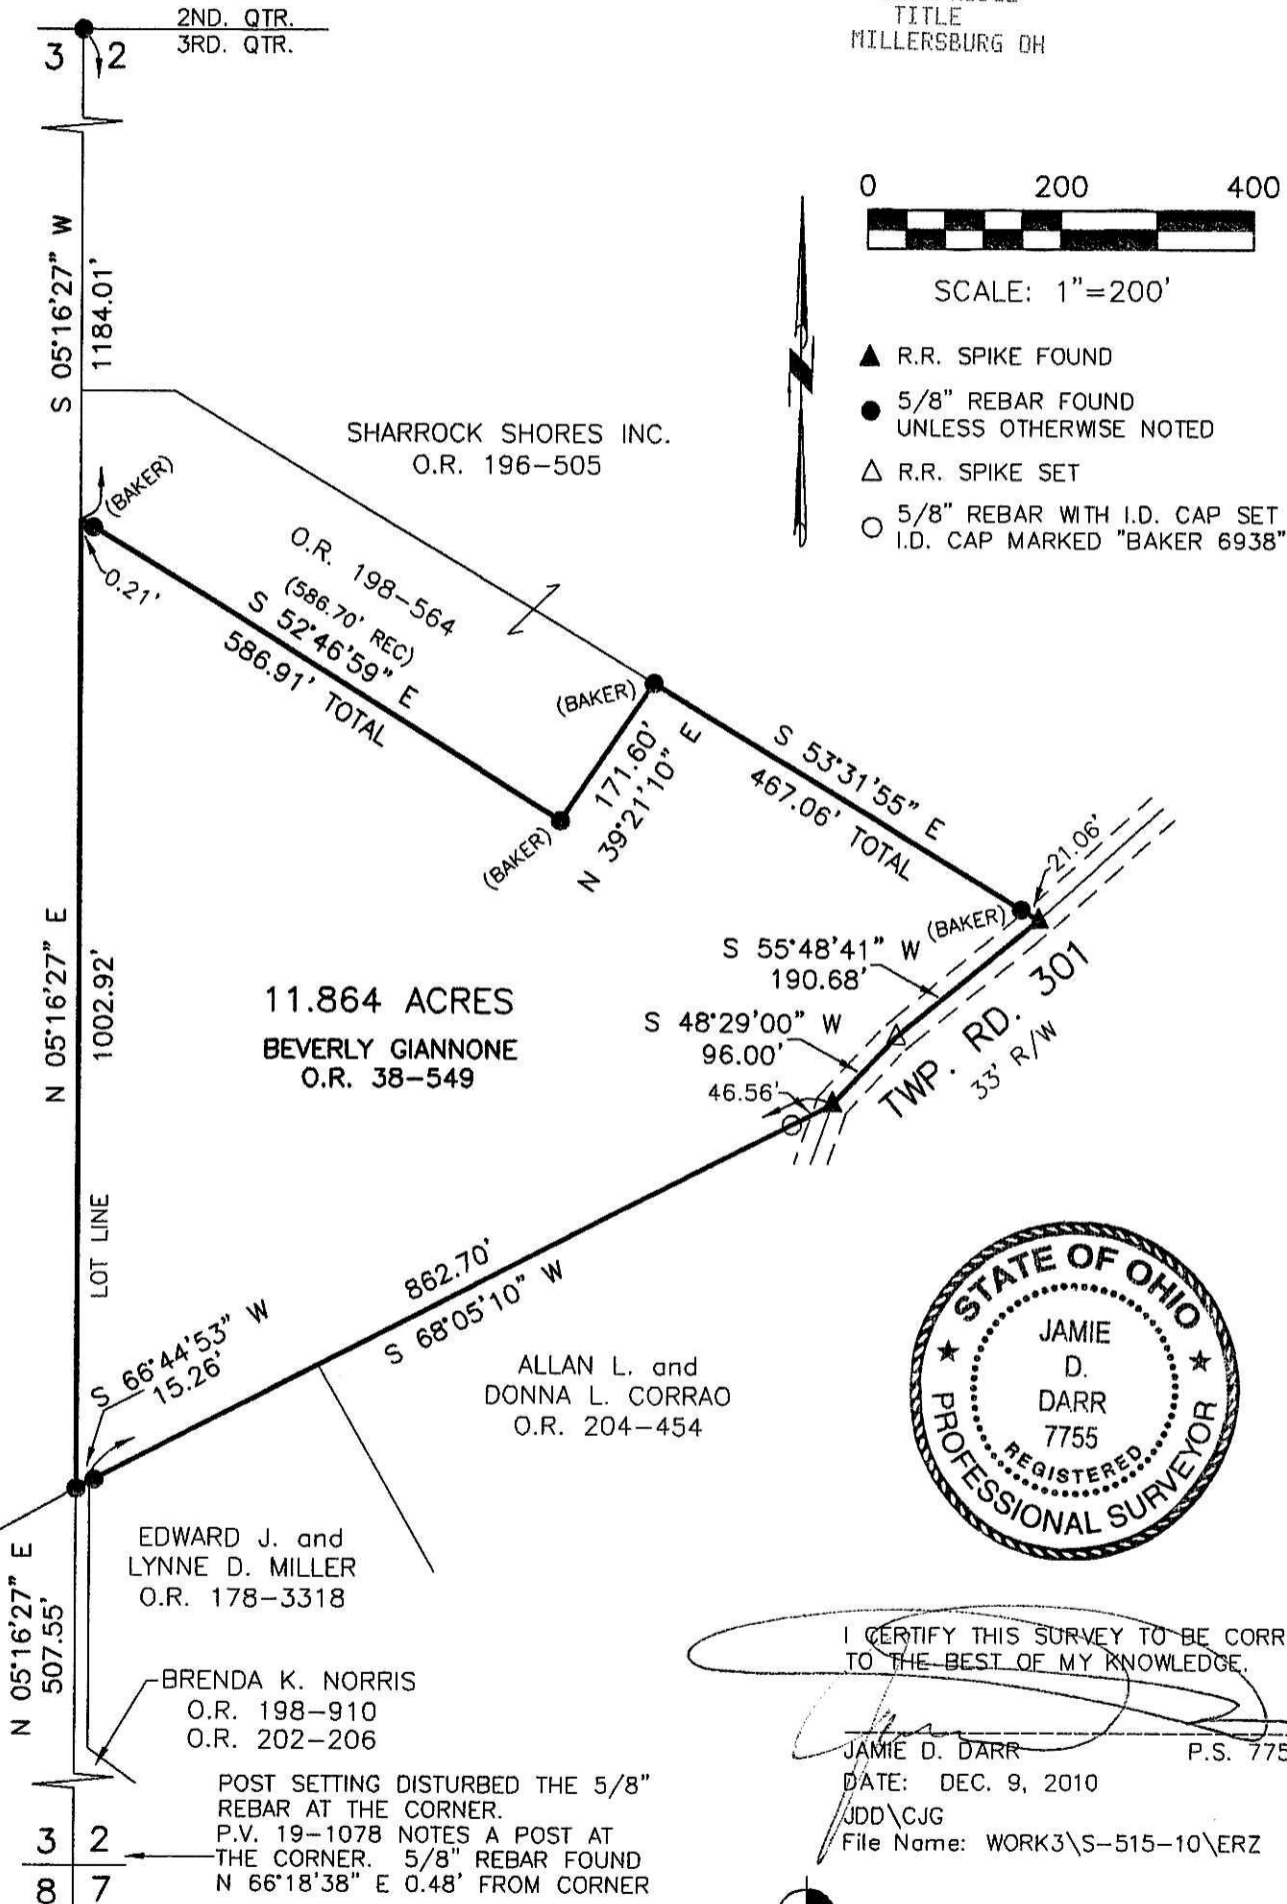 TITLE
MILLERSBURG OH
2ND. QTR.
3RD. QTR.
3 2
S 05°16'27" W
1184.01'
0 200 400
SCALE: 1"=200'
R.R. SPIKE FOUND
5/8" REBAR FOUND
UNLESS OTHERWISE NOTED
R.R. SPIKE SET
5/8" REBAR WITH I.D. CAP SET
I.D. CAP MARKED "BAKER 6938"
SHARROCK SHORES INC.
O.R. 196-505
(BAKER)
0.21'
O.R. 198-564
(586.70' REC)
S 52°46'59" E
586.91' TOTAL
(BAKER)
171.60'
N 39°21'10" E
(BAKER)
S 53°31'55" E
467.06' TOTAL
21.06'
(BAKER)
S 55°48'41" W
190.68'
S 48°29'00" W
96.00'
46.56'
TWP. RD. 301
33' R/W
N 05°16'27" E
1002.92'
11.864 ACRES
BEVERLY GIANNONE
O.R. 38-549
LOT LINE
862.70'
S 68°05'10" W
S 66°44'53" W
15.26'
ALLAN L. and
DONNA L. CORRAO
O.R. 204-454
STATE OF OHIO
JAMIE
D.
DARR
7755
REGISTERED
PROFESSIONAL SURVEYOR
EDWARD J. and
LYNNE D. MILLER
O.R. 178-3318
N 05°16'27" E
507.55'
BRENDA K. NORRIS
O.R. 198-910
O.R. 202-206
I CERTIFY THIS SURVEY TO BE CORR
TO THE BEST OF MY KNOWLEDGE.
JAMIE D. DARR P.S. 775
DATE: DEC. 9, 2010
JDD\CJG
File Name: WORK3\S-515-10\ERZ
POST SETTING DISTURBED THE 5/8"
REBAR AT THE CORNER.
P.V. 19-1078 NOTES A POST AT
THE CORNER. 5/8" REBAR FOUND
N 66°18'38" E 0.48' FROM CORNER
3 2
8 7